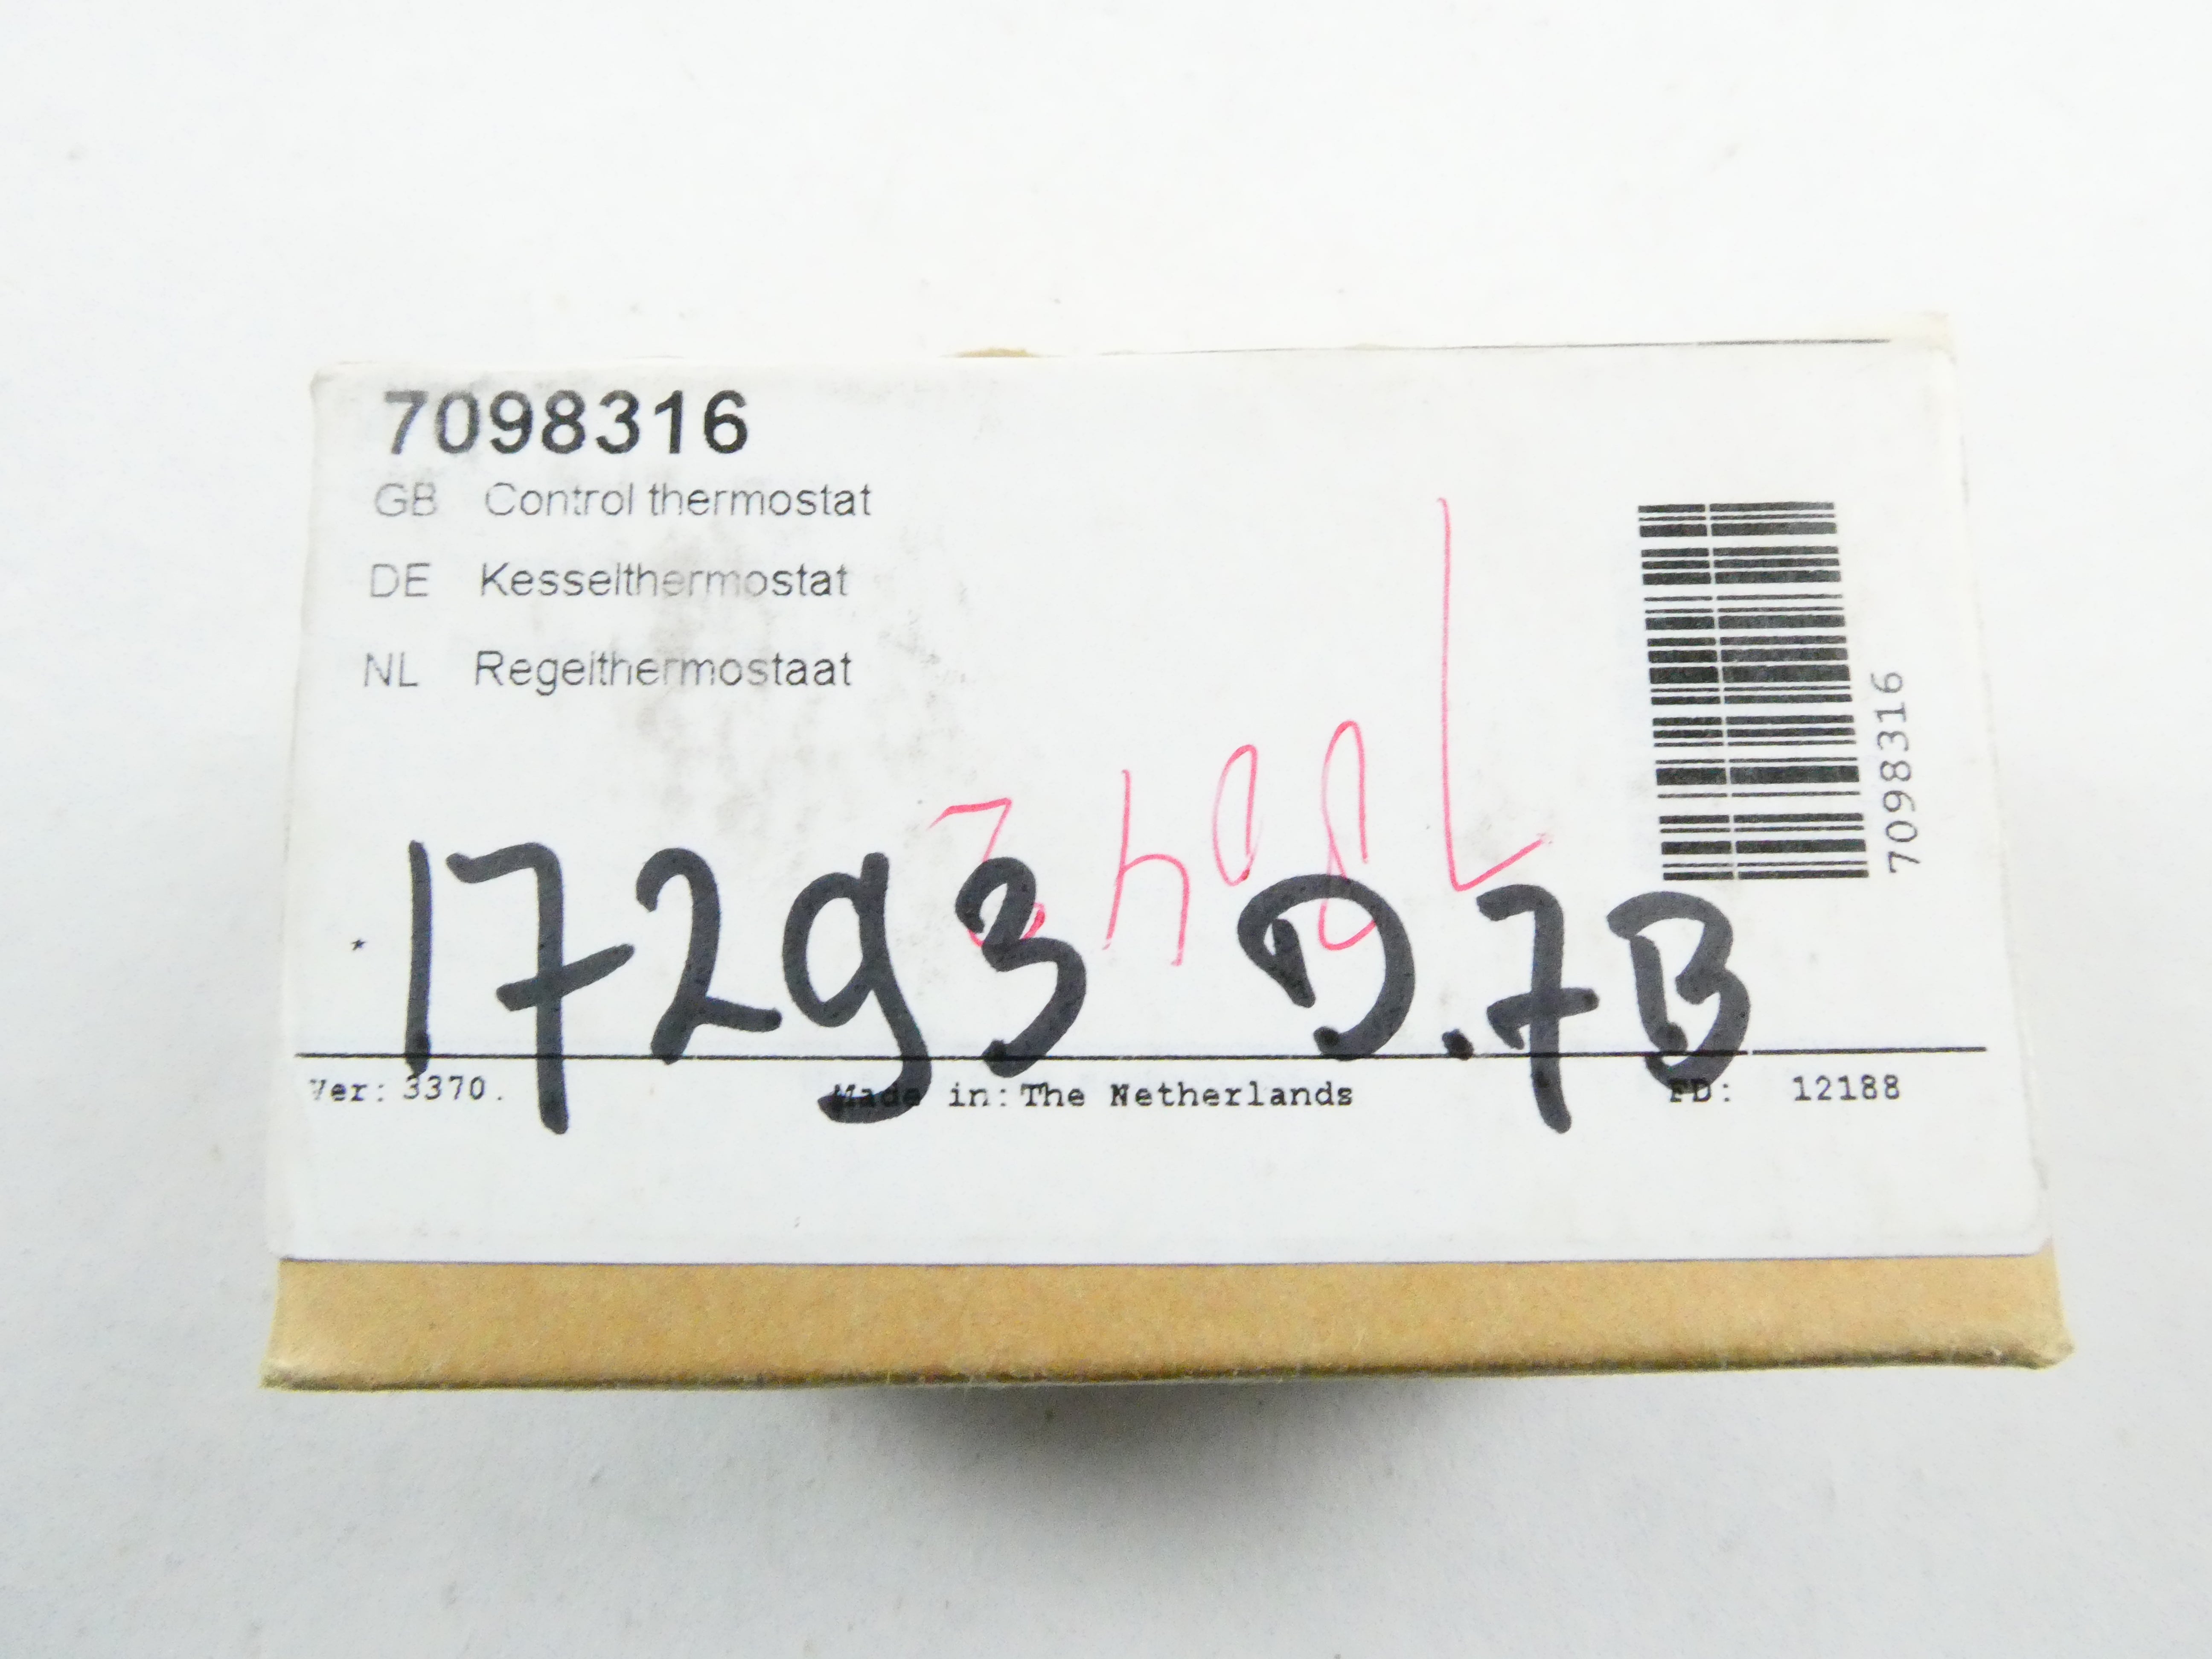 7098316
GB Control thermostat
DE Kesselthermostat
NL Regelthermostaat
7098316
17293 D.7B
Ver: 3370.
Made in: The Netherlands
FD: 12188